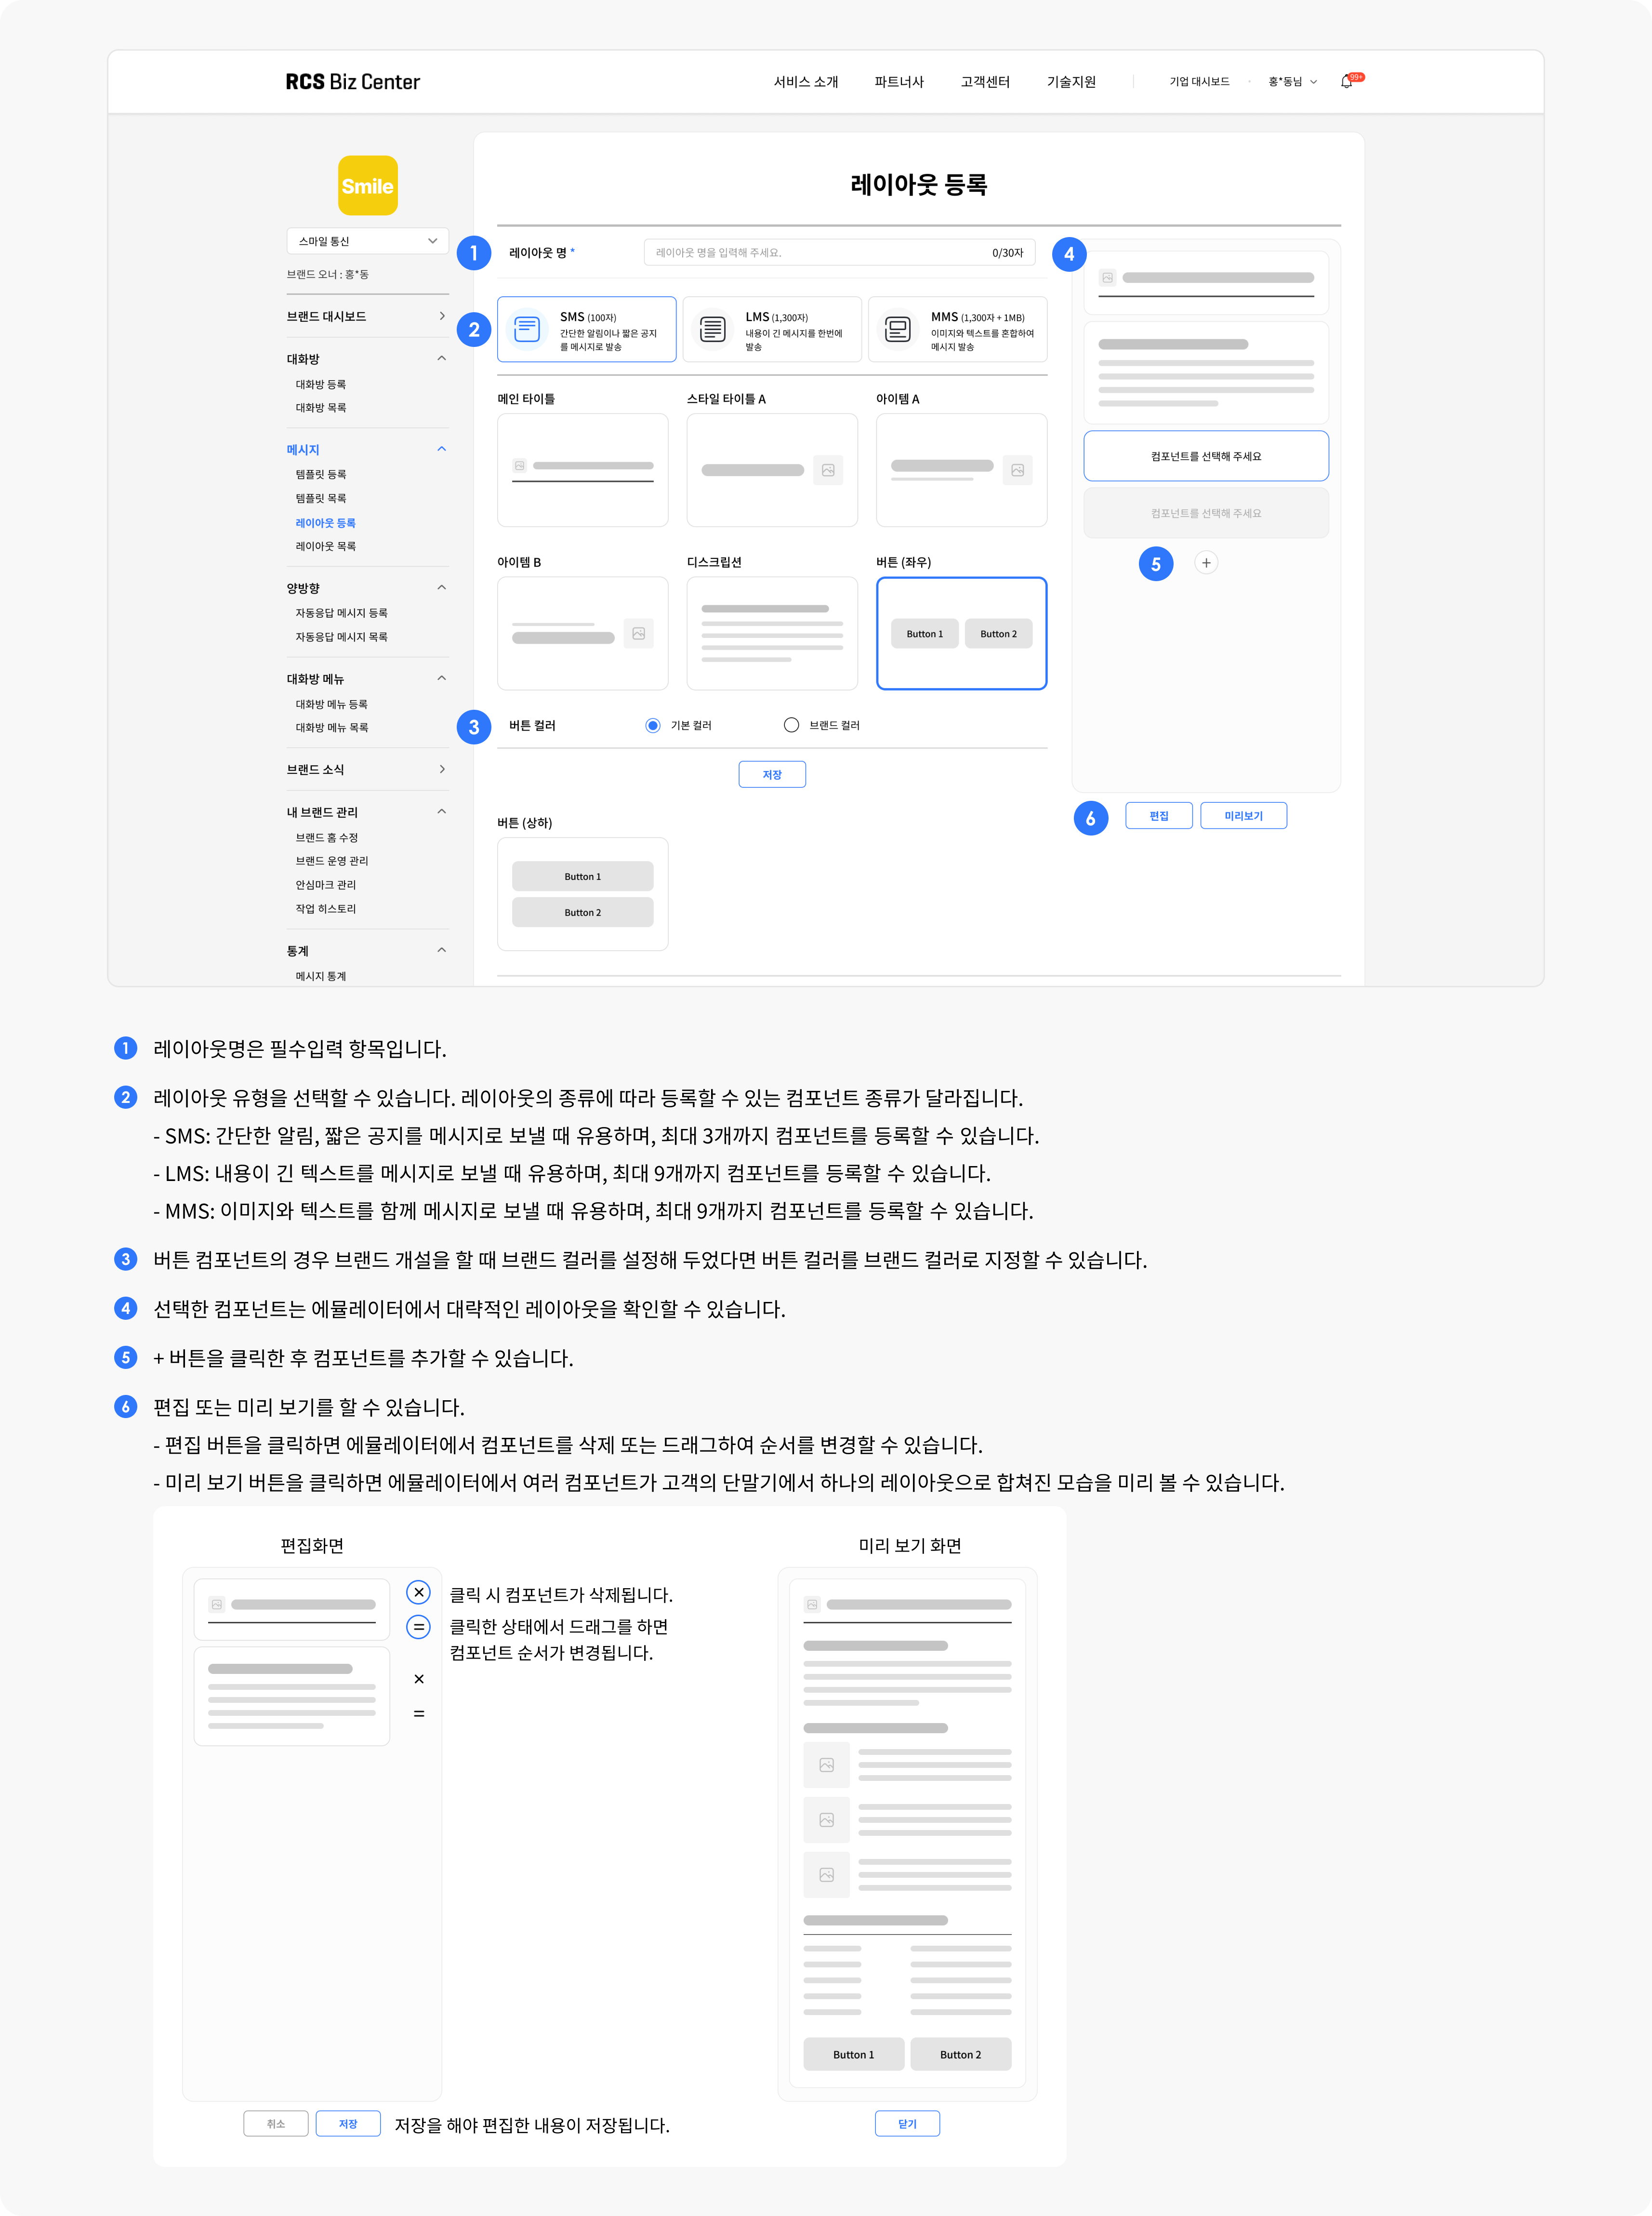 RCS Biz Center
서비스 소개
파트너사
고객센터
기술지원
기업 대시보드
홍*동님
99+
Smile
스마일 통신
브랜드 오너 : 홍*동
브랜드 대시보드
대화방
대화방 등록
대화방 목록
메시지
템플릿 등록
템플릿 목록
레이아웃 등록
레이아웃 목록
양방향
자동응답 메시지 등록
자동응답 메시지 목록
대화방 메뉴
대화방 메뉴 등록
대화방 메뉴 목록
브랜드 소식
내 브랜드 관리
브랜드 홈 수정
브랜드 운영 관리
안심마크 관리
작업 히스토리
통계
메시지 통계
레이아웃 등록
1
레이아웃 명 *
레이아웃 명을 입력해 주세요.
0/30자
2
SMS (100자)
간단한 알림이나 짧은 공지
를 메시지로 발송
LMS (1,300자)
내용이 긴 메시지를 한번에
발송
MMS (1,300자 + 1MB)
이미지와 텍스트를 혼합하여
메시지 발송
메인 타이틀
스타일 타이틀 A
아이템 A
아이템 B
디스크립션
버튼 (좌우)
Button 1
Button 2
3
버튼 컬러
기본 컬러
브랜드 컬러
저장
버튼 (상하)
Button 1
Button 2
4
컴포넌트를 선택해 주세요
컴포넌트를 선택해 주세요
5
+
6
편집
미리보기
1 레이아웃명은 필수입력 항목입니다.
2 레이아웃 유형을 선택할 수 있습니다. 레이아웃의 종류에 따라 등록할 수 있는 컴포넌트 종류가 달라집니다.
- SMS: 간단한 알림, 짧은 공지를 메시지로 보낼 때 유용하며, 최대 3개까지 컴포넌트를 등록할 수 있습니다.
- LMS: 내용이 긴 텍스트를 메시지로 보낼 때 유용하며, 최대 9개까지 컴포넌트를 등록할 수 있습니다.
- MMS: 이미지와 텍스트를 함께 메시지로 보낼 때 유용하며, 최대 9개까지 컴포넌트를 등록할 수 있습니다.
3 버튼 컴포넌트의 경우 브랜드 개설을 할 때 브랜드 컬러를 설정해 두었다면 버튼 컬러를 브랜드 컬러로 지정할 수 있습니다.
4 선택한 컴포넌트는 에뮬레이터에서 대략적인 레이아웃을 확인할 수 있습니다.
5 + 버튼을 클릭한 후 컴포넌트를 추가할 수 있습니다.
6 편집 또는 미리 보기를 할 수 있습니다.
- 편집 버튼을 클릭하면 에뮬레이터에서 컴포넌트를 삭제 또는 드래그하여 순서를 변경할 수 있습니다.
- 미리 보기 버튼을 클릭하면 에뮬레이터에서 여러 컴포넌트가 고객의 단말기에서 하나의 레이아웃으로 합쳐진 모습을 미리 볼 수 있습니다.
편집화면
클릭 시 컴포넌트가 삭제됩니다.
클릭한 상태에서 드래그를 하면
컴포넌트 순서가 변경됩니다.
취소
저장
저장을 해야 편집한 내용이 저장됩니다.
미리 보기 화면
Button 1
Button 2
닫기